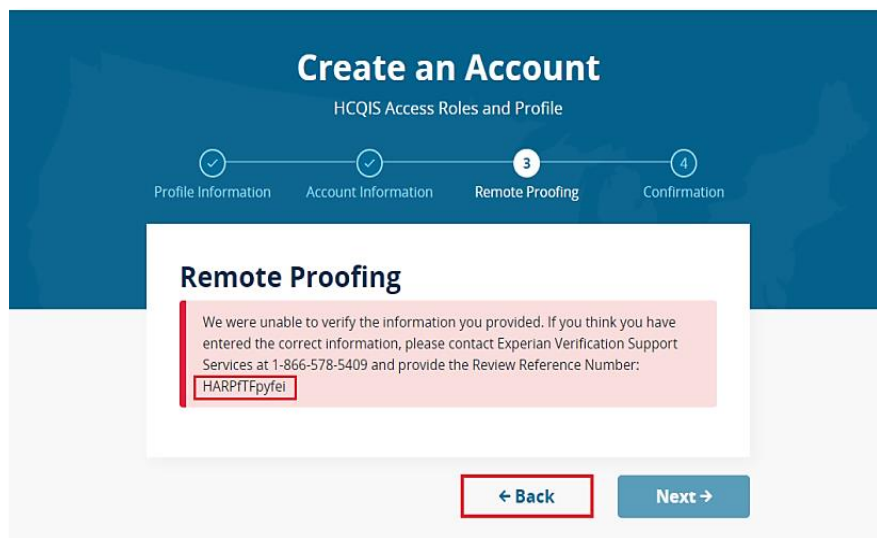 Create an Account
HCQIS Access Roles and Profile
3
4
Profile Information
Account Information
Remote Proofing
Confirmation
Remote Proofing
We were unable to verify the information you provided. If you think you have
entered the correct information, please contact Experian Verification Support
Services at 1-866-578-5409 and provide the Review Reference Number:
HARPfTFpyfei
← Back
Next →